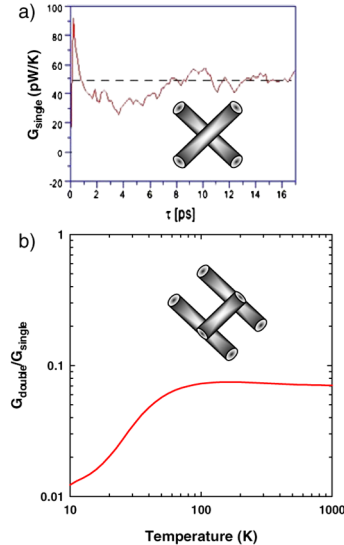 a)
100
80
60
40
20
0
-20
G_single (pW/K)
0 2 4 6 8 10 12 14 16
τ [ps]
b)
1
0.1
0.01
G_double/G_single
10 100 1000
Temperature (K)